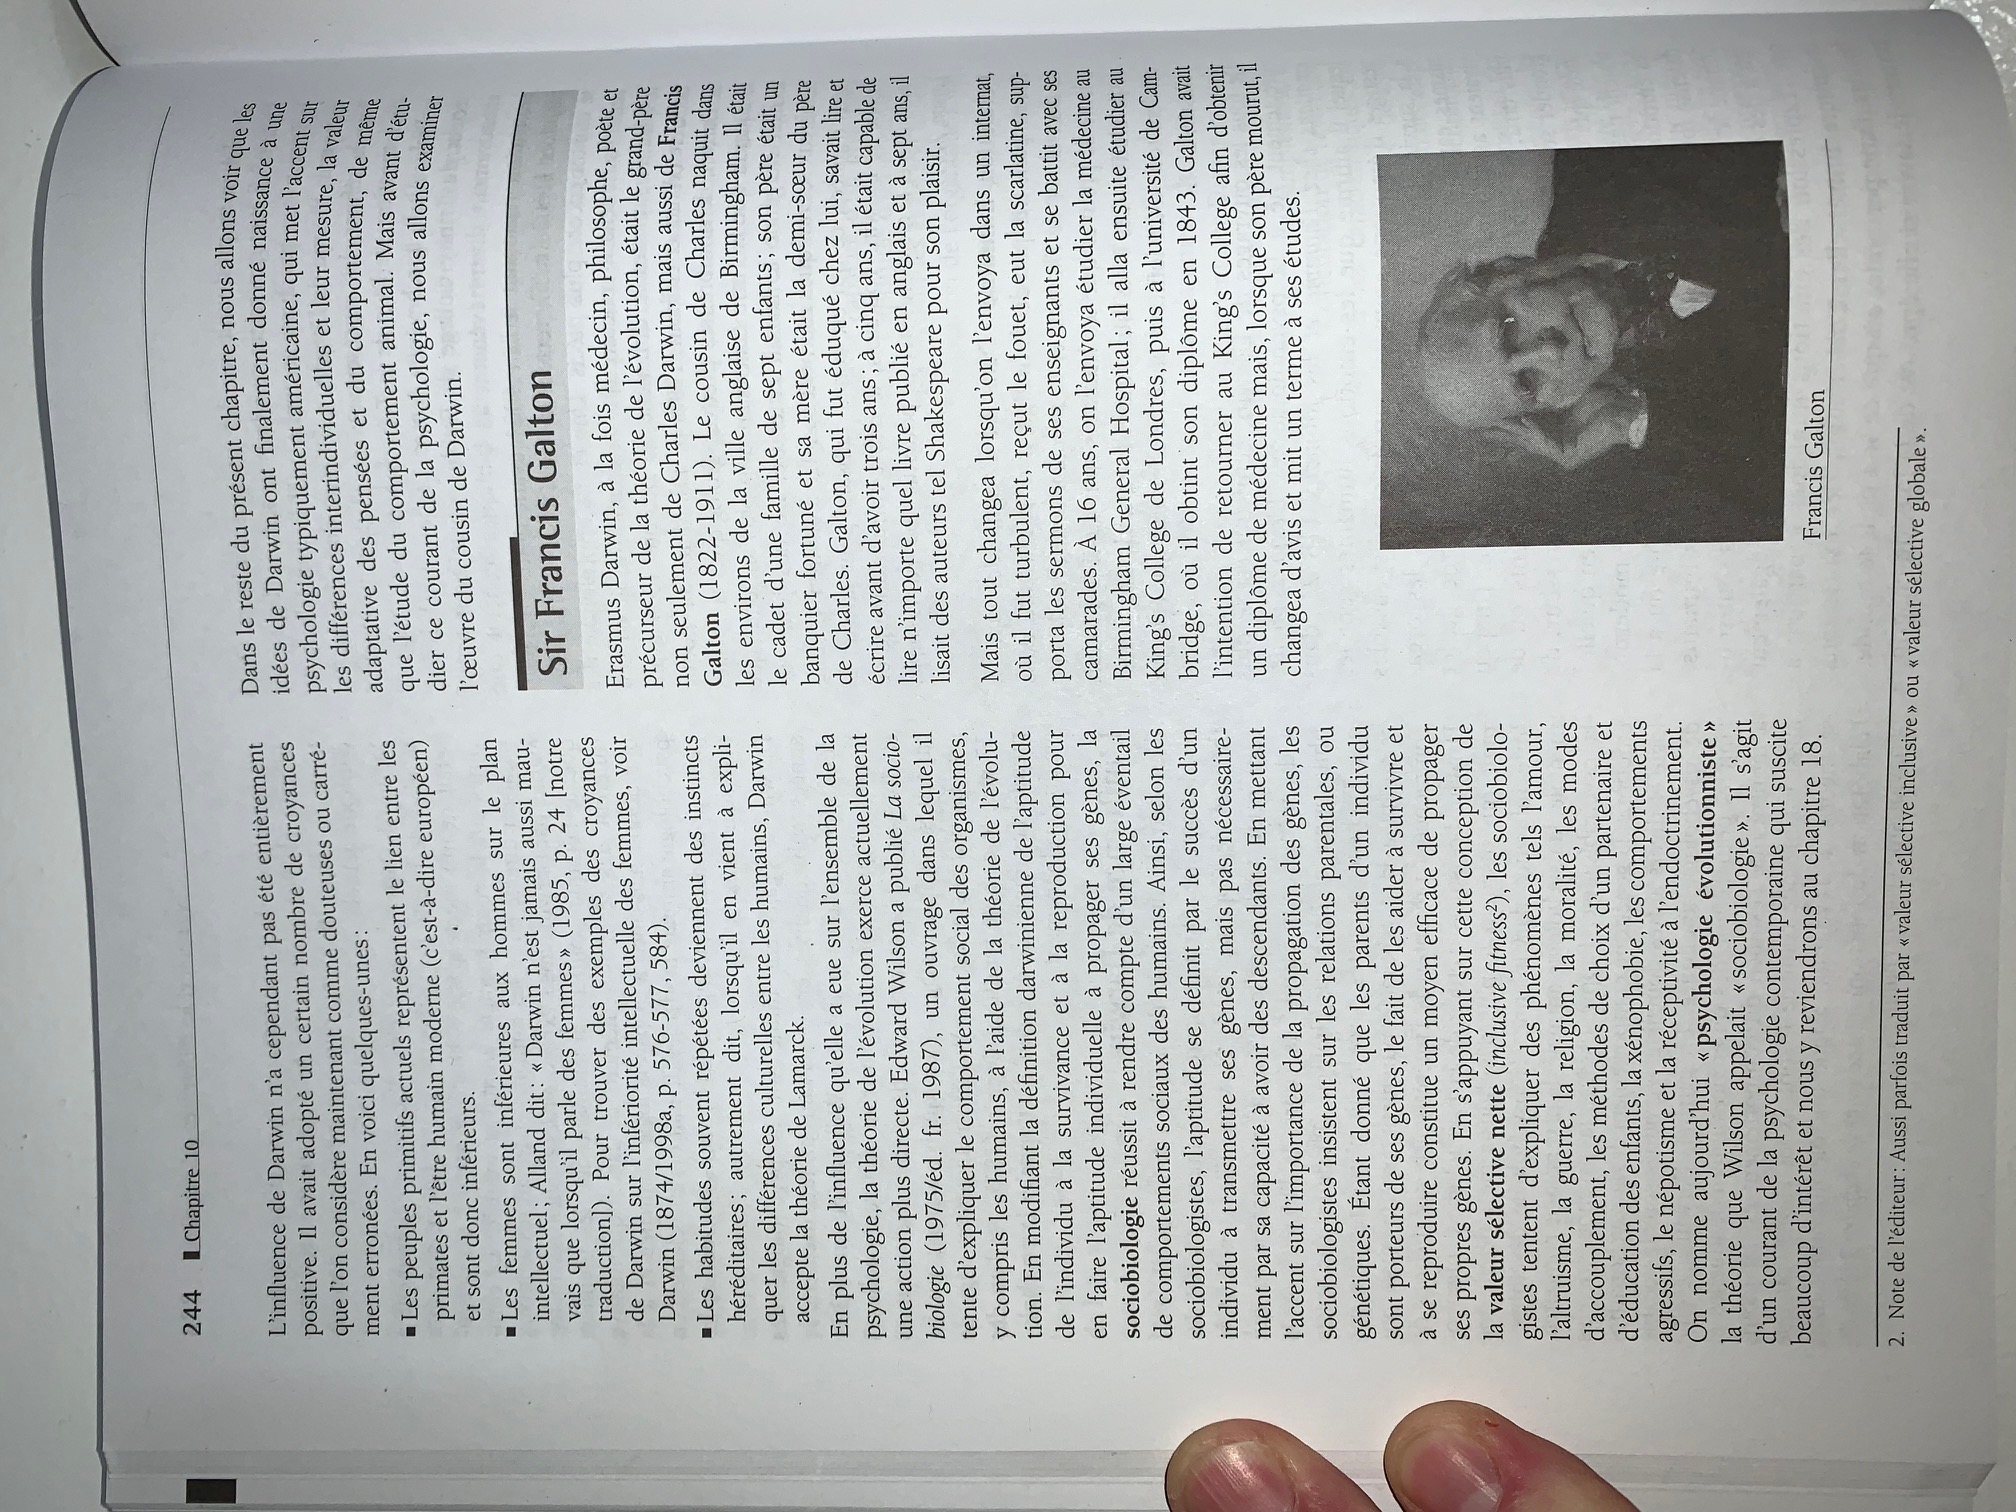 244 Chapitre 10
L'influence de Darwin n'a cependant pas été entièrement
positive. Il avait adopté un certain nombre de croyances
que l'on considère maintenant comme douteuses ou carré-
ment erronées. En voici quelques-unes :
■ Les peuples primitifs actuels représentent le lien entre les
primates et l'être humain moderne (c'est-à-dire européen)
et sont donc inférieurs.
■ Les femmes sont inférieures aux hommes sur le plan
intellectuel ; Alland dit : « Darwin n'est jamais aussi mau-
vais que lorsqu'il parle des femmes » (1985, p. 24 [notre
traduction]). Pour trouver des exemples des croyances
de Darwin sur l'infériorité intellectuelle des femmes, voir
Darwin (1874/1998a, p. 576-577, 584).
■ Les habitudes souvent répétées deviennent des instincts
héréditaires ; autrement dit, lorsqu'il en vient à expli-
quer les différences culturelles entre les humains, Darwin
accepte la théorie de Lamarck.
En plus de l'influence qu'elle a eue sur l'ensemble de la
psychologie, la théorie de l'évolution exerce actuellement
une action plus directe. Edward Wilson a publié La socio-
biologie (1975/éd. fr. 1987), un ouvrage dans lequel il
tente d'expliquer le comportement social des organismes,
y compris les humains, à l'aide de la théorie de l'évolu-
tion. En modifiant la définition darwinienne de l'aptitude
de l'individu à la survivance et à la reproduction pour
en faire l'aptitude individuelle à propager ses gènes, la
sociobiologie réussit à rendre compte d'un large éventail
de comportements sociaux des humains. Ainsi, selon les
sociobiologistes, l'aptitude se définit par le succès d'un
individu à transmettre ses gènes, mais pas nécessaire-
ment par sa capacité à avoir des descendants. En mettant
l'accent sur l'importance de la propagation des gènes, les
sociobiologistes insistent sur les relations parentales, ou
génétiques. Étant donné que les parents d'un individu
sont porteurs de ses gènes, le fait de les aider à survivre et
à se reproduire constitue un moyen efficace de propager
ses propres gènes. En s'appuyant sur cette conception de
la valeur sélective nette (inclusive fitness²), les sociobiolo-
gistes tentent d'expliquer des phénomènes tels l'amour,
l'altruisme, la guerre, la religion, la moralité, les modes
d'accouplement, les méthodes de choix d'un partenaire et
d'éducation des enfants, la xénophobie, les comportements
agressifs, le népotisme et la réceptivité à l'endoctrinement.
On nomme aujourd'hui « psychologie évolutionniste »
la théorie que Wilson appelait « sociobiologie ». Il s'agit
d'un courant de la psychologie contemporaine qui suscite
beaucoup d'intérêt et nous y reviendrons au chapitre 18.
Dans le reste du présent chapitre, nous allons voir que les
idées de Darwin ont finalement donné naissance à une
psychologie typiquement américaine, qui met l'accent sur
les différences interindividuelles et leur mesure, la valeur
adaptative des pensées et du comportement, de même
que l'étude du comportement animal. Mais avant d'étu-
dier ce courant de la psychologie, nous allons examiner
l'œuvre du cousin de Darwin.
Sir Francis Galton
Erasmus Darwin, à la fois médecin, philosophe, poète et
précurseur de la théorie de l'évolution, était le grand-père
non seulement de Charles Darwin, mais aussi de Francis
Galton (1822-1911). Le cousin de Charles naquit dans
les environs de la ville anglaise de Birmingham. Il était
le cadet d'une famille de sept enfants ; son père était un
banquier fortuné et sa mère était la demi-sœur du père
de Charles. Galton, qui fut éduqué chez lui, savait lire et
écrire avant d'avoir trois ans ; à cinq ans, il était capable de
lire n'importe quel livre publié en anglais et à sept ans, il
lisait des auteurs tel Shakespeare pour son plaisir.
Mais tout changea lorsqu'on l'envoya dans un internat,
où il fut turbulent, reçut le fouet, eut la scarlatine, sup-
porta les sermons de ses enseignants et se battit avec ses
camarades. À 16 ans, on l'envoya étudier la médecine au
Birmingham General Hospital ; il alla ensuite étudier au
King's College de Londres, puis à l'université de Cam-
bridge, où il obtint son diplôme en 1843. Galton avait
l'intention de retourner au King's College afin d'obtenir
un diplôme de médecine mais, lorsque son père mourut, il
changea d'avis et mit un terme à ses études.
Francis Galton
2. Note de l'éditeur : Aussi parfois traduit par « valeur sélective inclusive » ou « valeur sélective globale ».